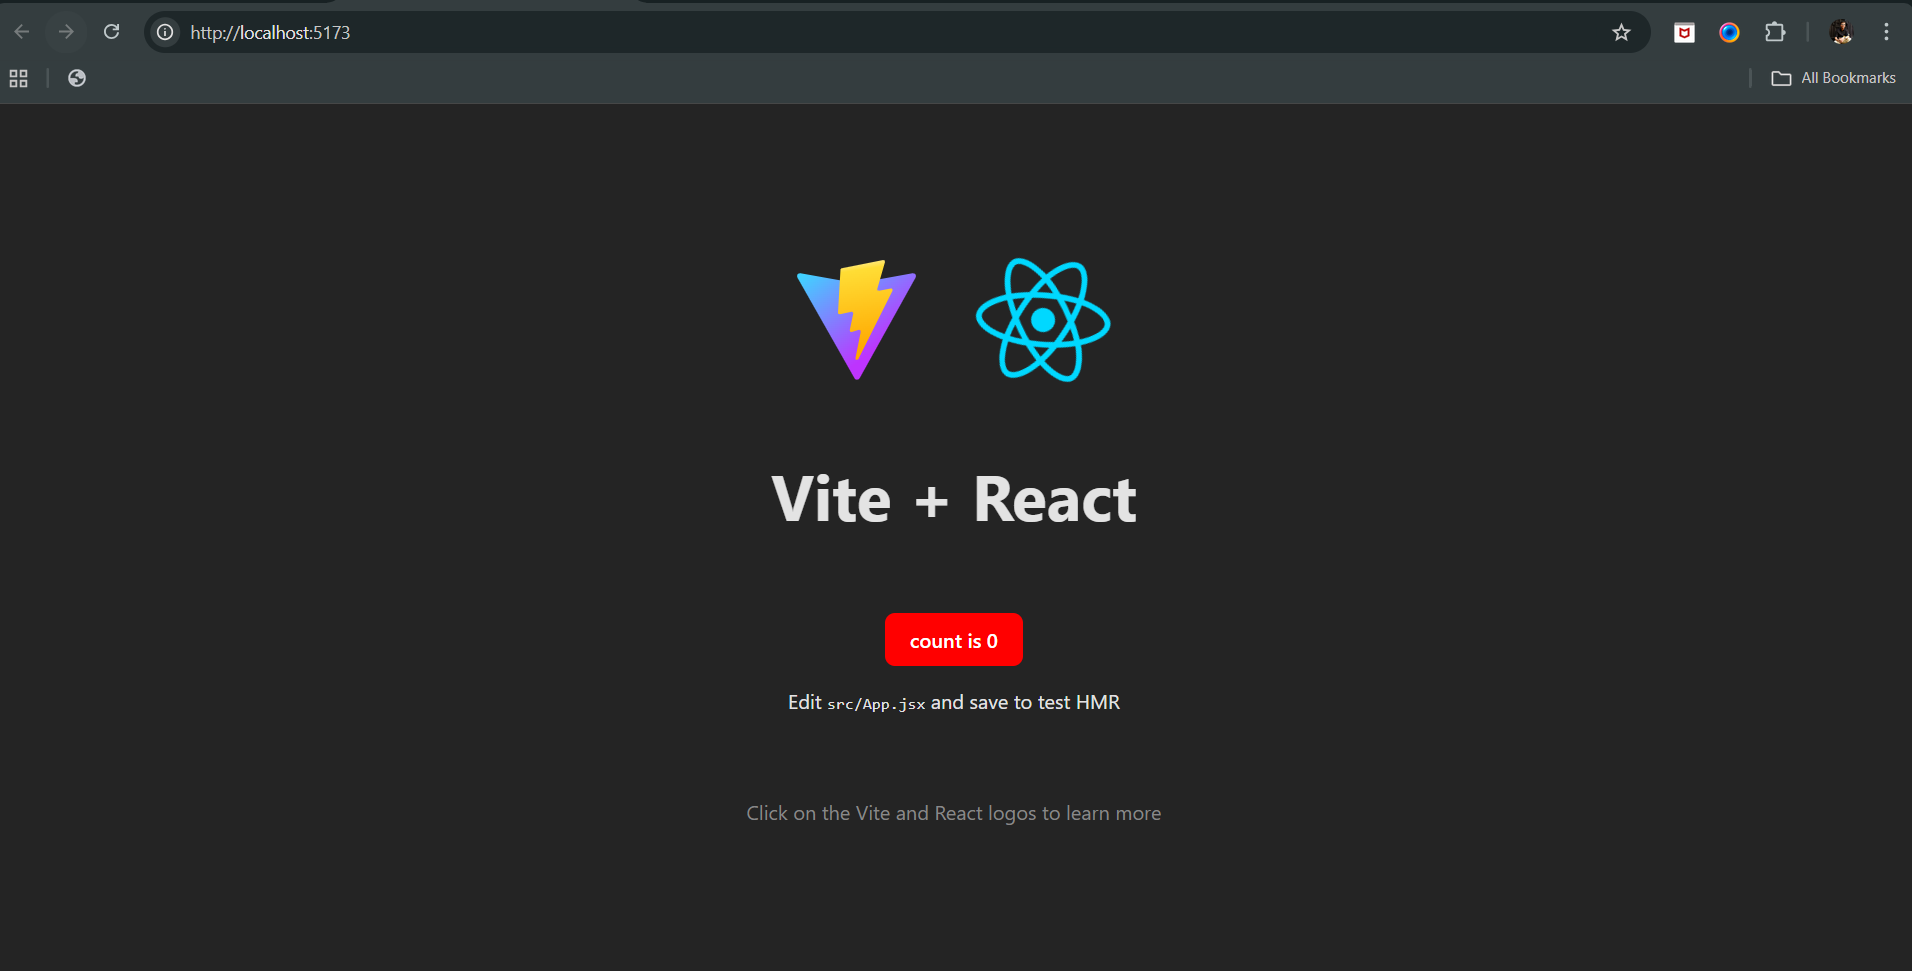 http://localhost:5173
All Bookmarks
Vite + React
count is 0
Edit src/App.jsx and save to test HMR
Click on the Vite and React logos to learn more